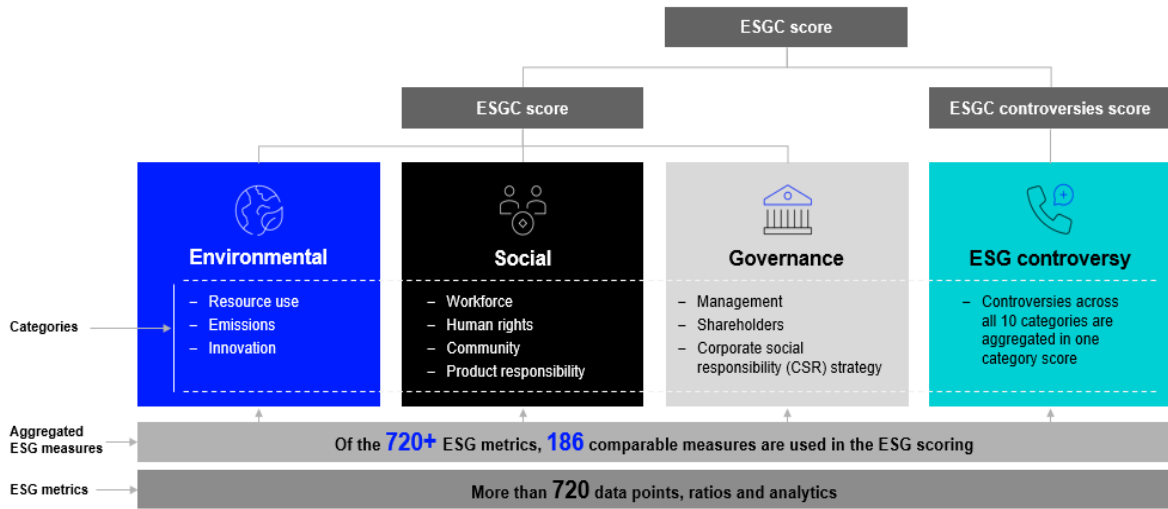 ESGC score
ESGC score
ESGC controversies score
Environmental
Social
Governance
ESG controversy
Categories
– Resource use
– Emissions
– Innovation
– Workforce
– Human rights
– Community
– Product responsibility
– Management
– Shareholders
– Corporate social
responsibility (CSR) strategy
– Controversies across
all 10 categories are
aggregated in one
category score
Aggregated
ESG measures
Of the 720+ ESG metrics, 186 comparable measures are used in the ESG scoring
ESG metrics
More than 720 data points, ratios and analytics